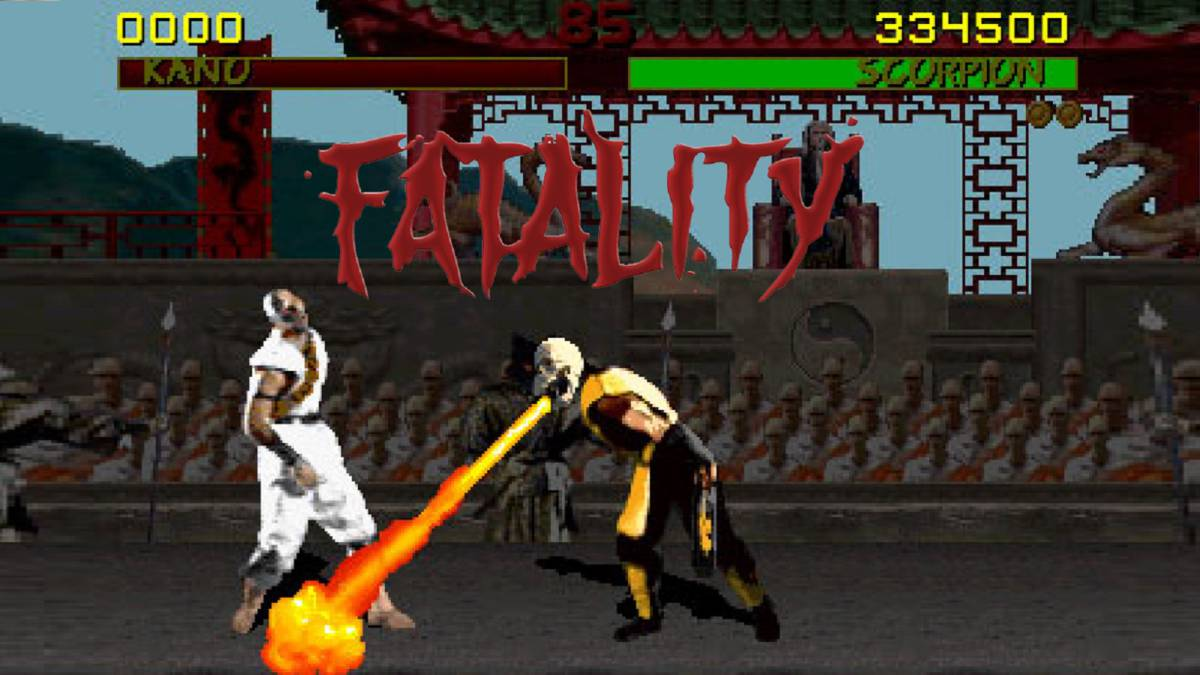 0000 85 334500
KANO SCORPION
FATALITY